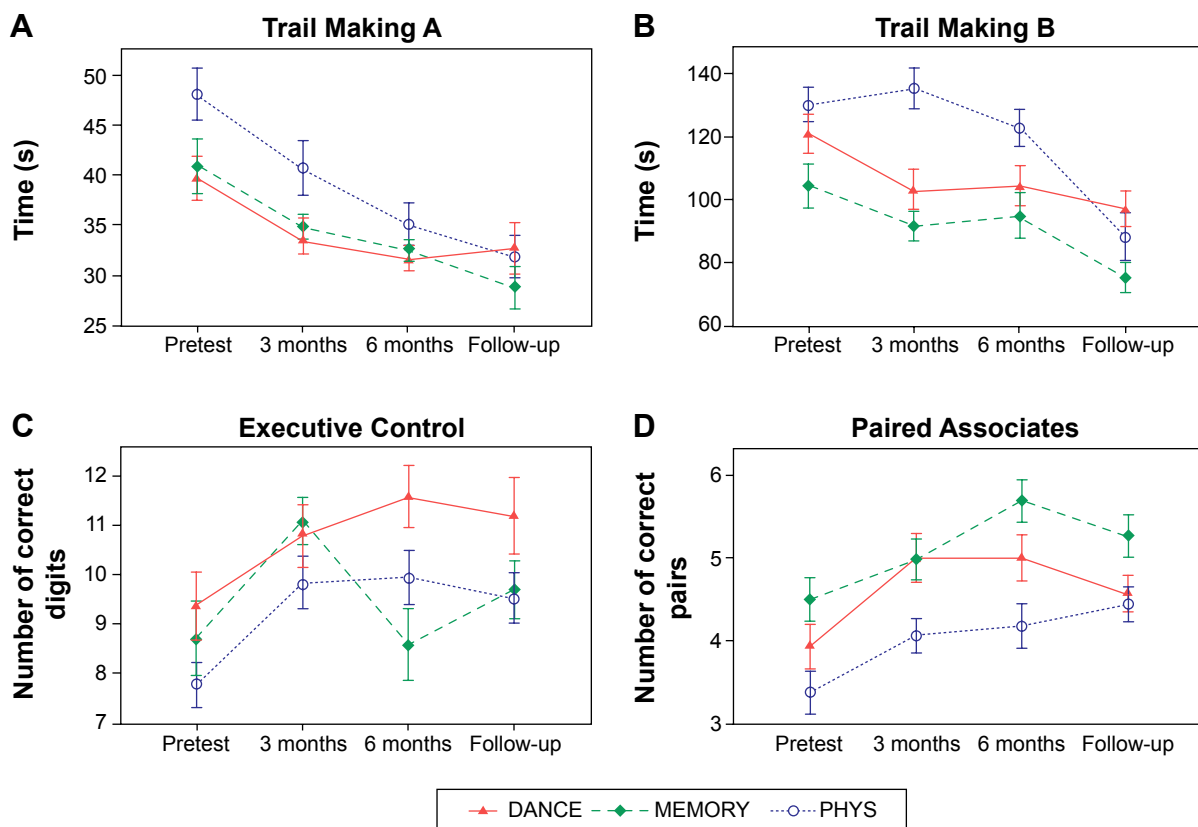 A
Trail Making A
Time (s)
50
45
40
35
30
25
Pretest 3 months 6 months Follow-up
B
Trail Making B
Time (s)
140
120
100
80
60
Pretest 3 months 6 months Follow-up
C
Executive Control
Number of correct
digits
12
11
10
9
8
7
Pretest 3 months 6 months Follow-up
D
Paired Associates
Number of correct
pairs
6
5
4
3
Pretest 3 months 6 months Follow-up
DANCE MEMORY PHYS